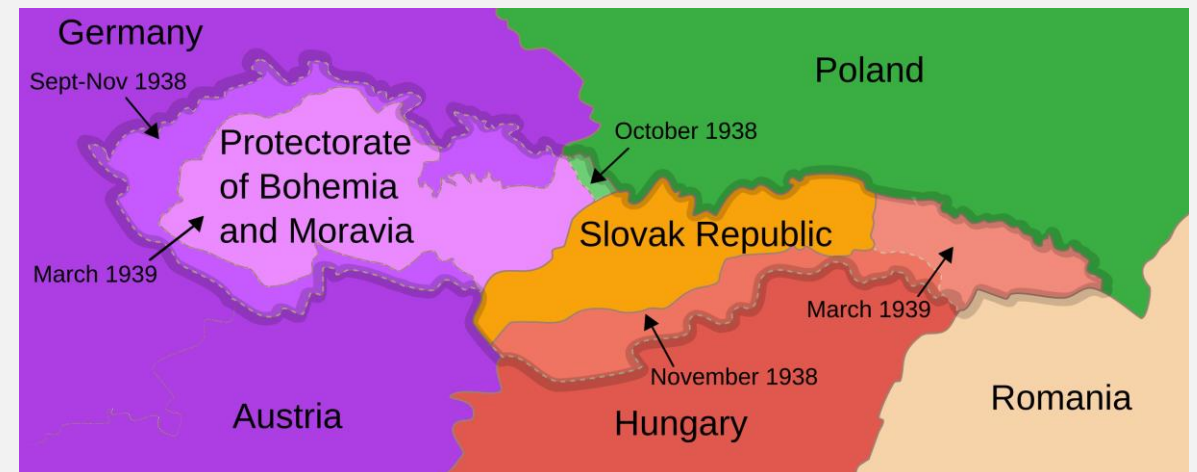 Germany
Sept-Nov 1938
Poland
October 1938
Protectorate
of Bohemia
and Moravia
Slovak Republic
March 1939
March 1939
November 1938
Austria
Hungary
Romania